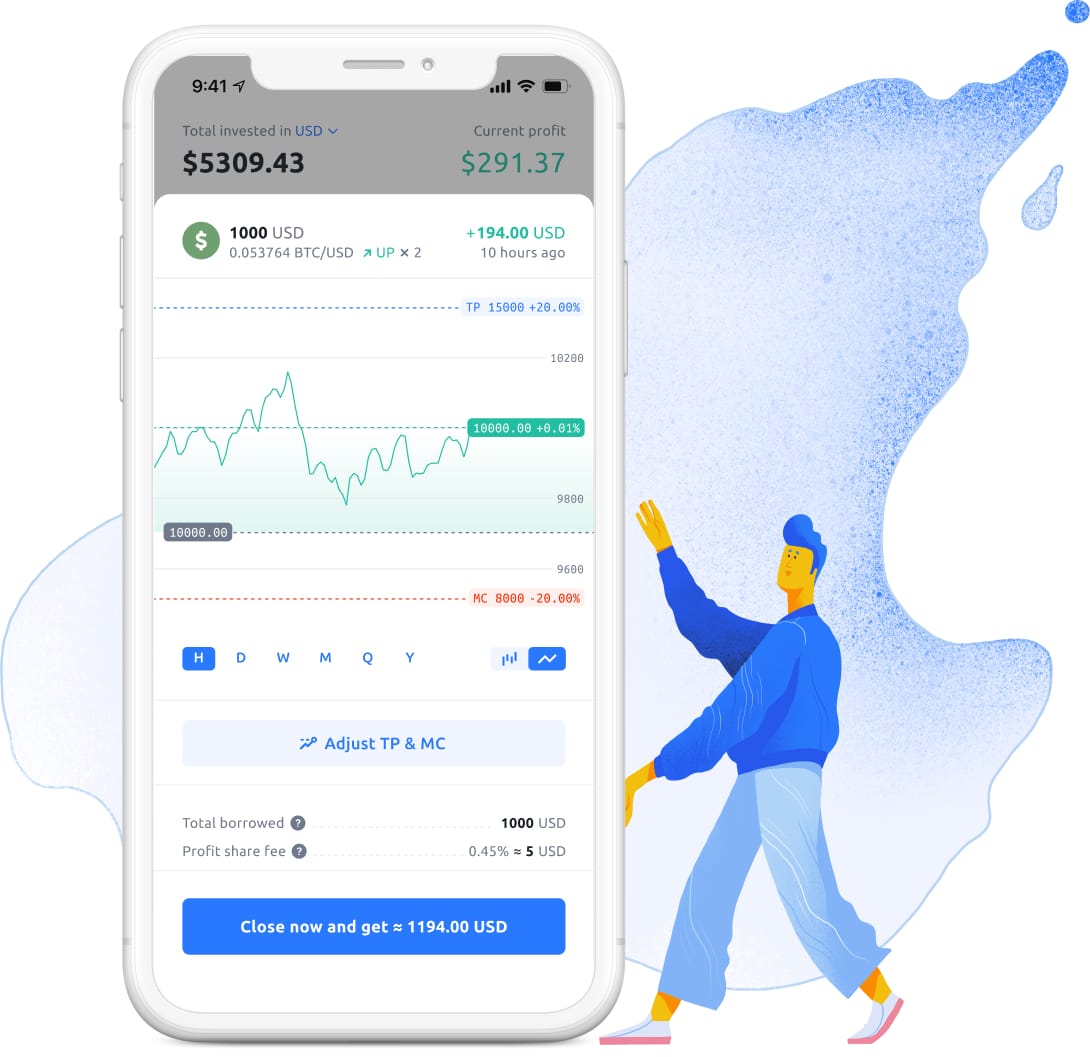 9:41
Total invested in USD Current profit
$5309.43 $291.37
$ 1000 USD +194.00 USD
0.053764 BTC/USD ↗ UP × 2 10 hours ago
TP 15000 +20.00%
10200
10000.00 +0.01%
9800
10000.00
9600
MC 8000 -20.00%
H D W M Q Y
Adjust TP & MC
Total borrowed ? 1000 USD
Profit share fee ? 0.45% ≈ 5 USD
Close now and get ≈ 1194.00 USD